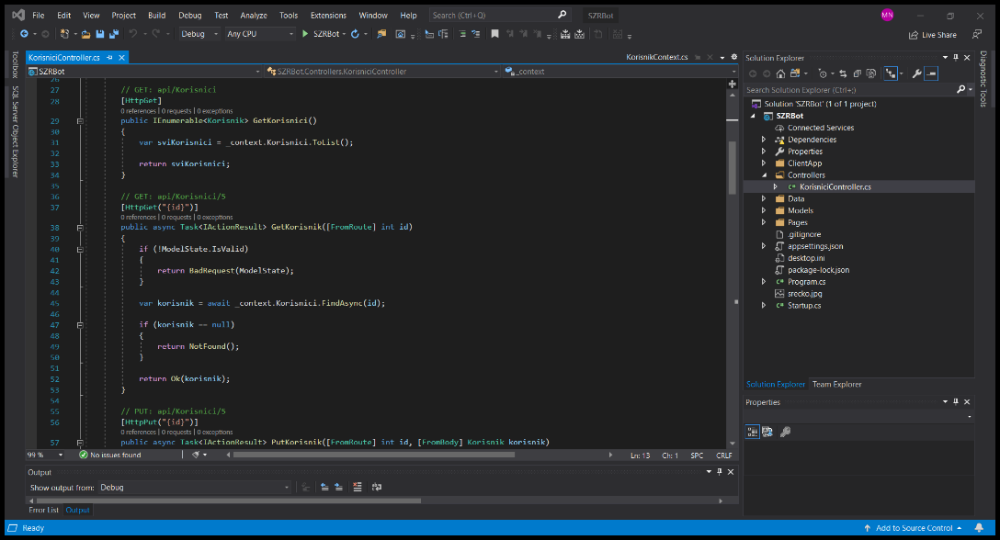 File Edit View Project Build Debug Test Analyze Tools Extensions Window Help Search (Ctrl+Q) SZRBot MN
Debug Any CPU SZRBot Live Share
Toolbox
SQL Server Object Explorer
KorisniciController.cs KorisnikContext.cs
SZRBot SZRBot.Controllers.KorisniciController _context
26
27 // GET: api/Korisnici
28 [HttpGet]
0 references | 0 requests | 0 exceptions
29 public IEnumerable<Korisnik> GetKorisnici()
30 {
31 var sviKorisnici = _context.Korisnici.ToList();
32
33 return sviKorisnici;
34 }
35
36 // GET: api/Korisnici/5
37 [HttpGet("{id}")]
0 references | 0 requests | 0 exceptions
38 public async Task<IActionResult> GetKorisnik([FromRoute] int id)
39 {
40 if (!ModelState.IsValid)
41 {
42 return BadRequest(ModelState);
43 }
44
45 var korisnik = await _context.Korisnici.FindAsync(id);
46
47 if (korisnik == null)
48 {
49 return NotFound();
50 }
51
52 return Ok(korisnik);
53 }
54
55 // PUT: api/Korisnici/5
56 [HttpPut("{id}")]
0 references | 0 requests | 0 exceptions
57 public async Task<IActionResult> PutKorisnik([FromRoute] int id, [FromBody] Korisnik korisnik)
99 % No issues found Ln: 13 Ch: 1 SPC CRLF
Output
Show output from: Debug
Error List Output
Solution Explorer
Search Solution Explorer (Ctrl+;)
Solution 'SZRBot' (1 of 1 project)
SZRBot
Connected Services
Dependencies
Properties
ClientApp
Controllers
KorisniciController.cs
Data
Models
Pages
.gitignore
appsettings.json
desktop.ini
package-lock.json
Program.cs
srecko.jpg
Startup.cs
Solution Explorer Team Explorer
Properties
Diagnostic Tools
Ready Add to Source Control